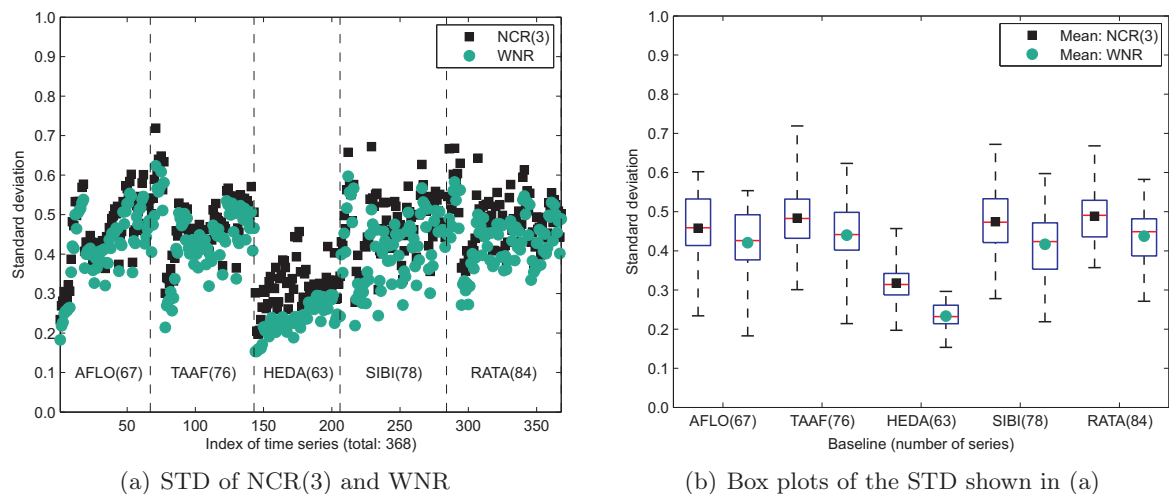 1.0
0.9
0.8
0.7
0.6
0.5
0.4
0.3
0.2
0.1
0.0
Standard deviation
NCR(3)
WNR
AFLO(67) TAAF(76) HEDA(63) SIBI(78) RATA(84)
50 100 150 200 250 300 350
Index of time series (total: 368)
(a) STD of NCR(3) and WNR
1.0
0.9
0.8
0.7
0.6
0.5
0.4
0.3
0.2
0.1
0.0
Standard deviation
Mean: NCR(3)
Mean: WNR
AFLO(67) TAAF(76) HEDA(63) SIBI(78) RATA(84)
Baseline (number of series)
(b) Box plots of the STD shown in (a)